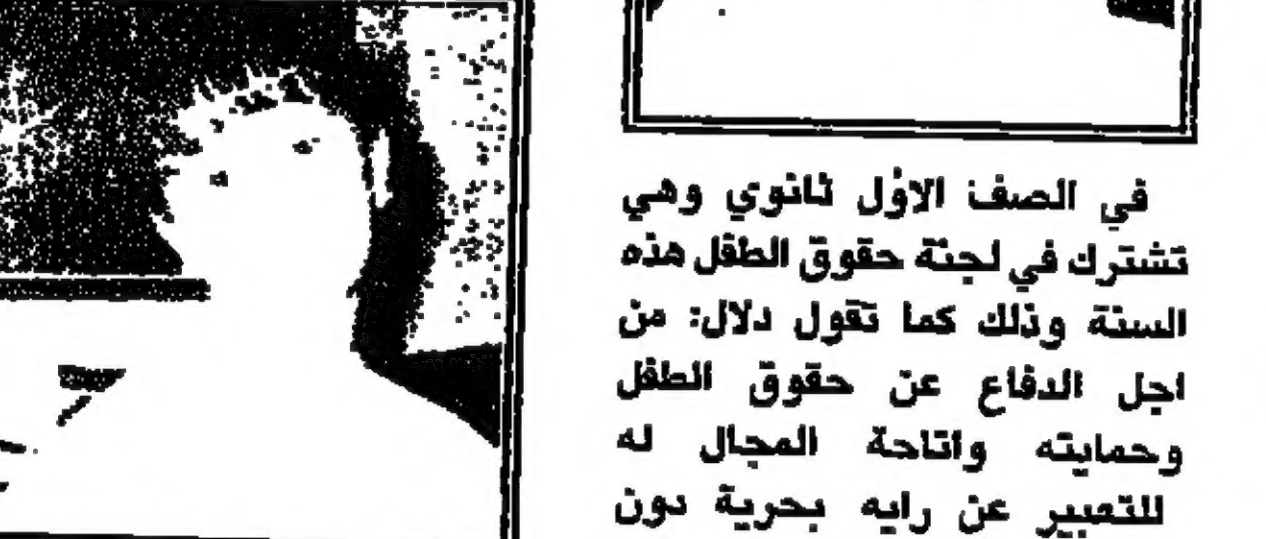 في الصف الاوٌل ثانوي وهي
تشترك في لجنة حقوق الطفل هذه
السنة وذلك كما تقول دلال: من
اجل الدفاع عن حقوق الطفل
وحمايته واتاحة المجال له
للتعبير عن رايه بحرية دون